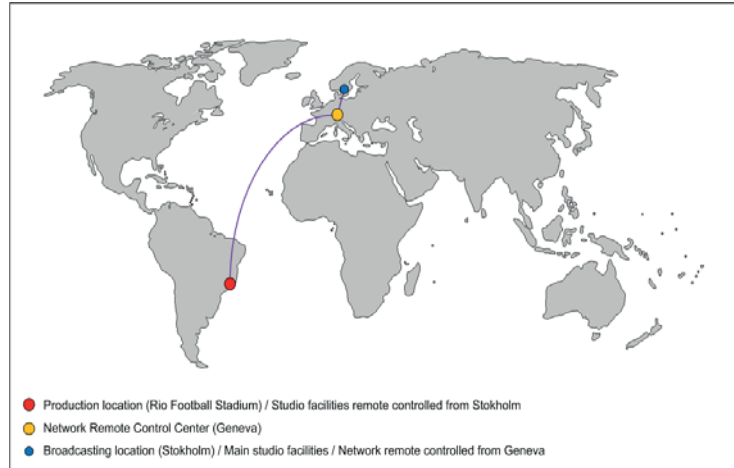 Production location (Rio Football Stadium) / Studio facilities remote controlled from Stokholm
Network Remote Control Center (Geneva)
Broadcasting location (Stokholm) / Main studio facilities / Network remote controlled from Geneva